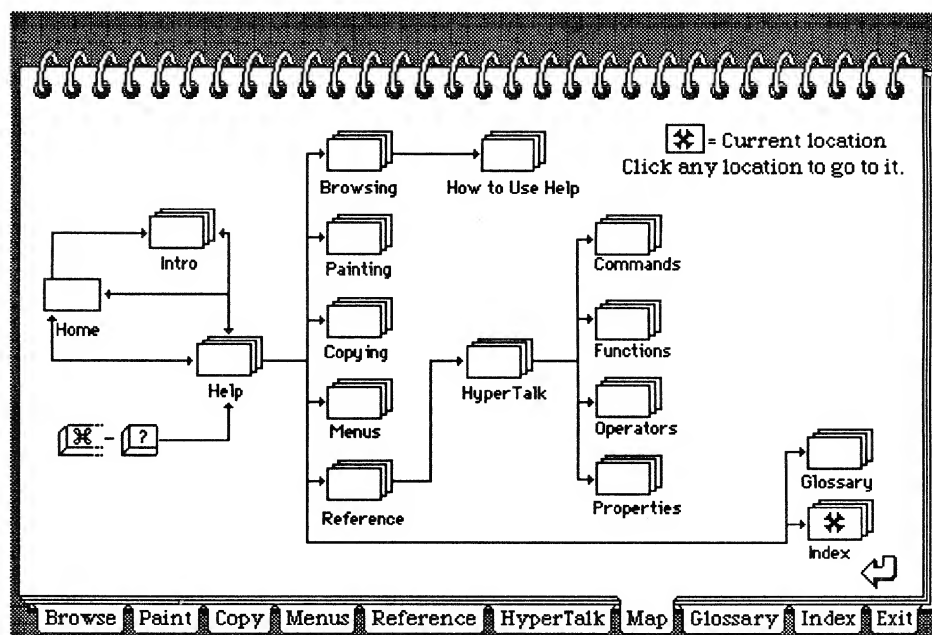 = Current location
Click any location to go to it.
Browsing
How to Use Help
Intro
Painting
Commands
Home
Copying
Functions
Help
HyperTalk
⌘ - ?
Menus
Operators
Glossary
Reference
Properties
Index
Browse Paint Copy Menus Reference HyperTalk Map Glossary Index Exit